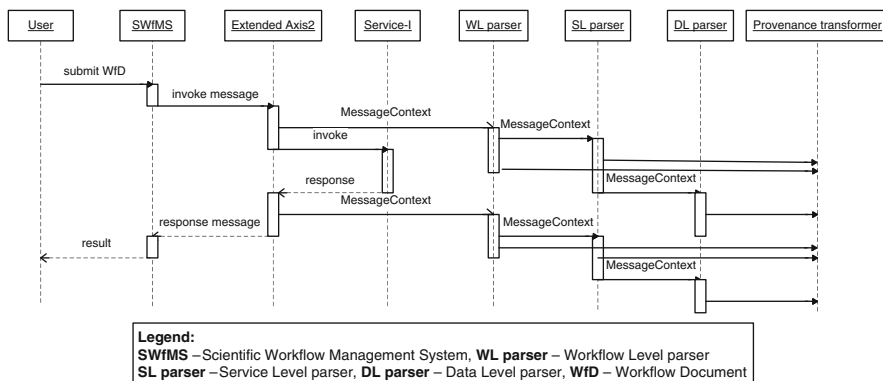 User SWfMS Extended Axis2 Service-I WL parser SL parser DL parser Provenance transformer
submit WfD
invoke message
MessageContext
MessageContext
invoke
response
MessageContext
MessageContext
response message
MessageContext
result
MessageContext
Legend:
SWfMS – Scientific Workflow Management System, WL parser – Workflow Level parser
SL parser – Service Level parser, DL parser – Data Level parser, WfD – Workflow Document